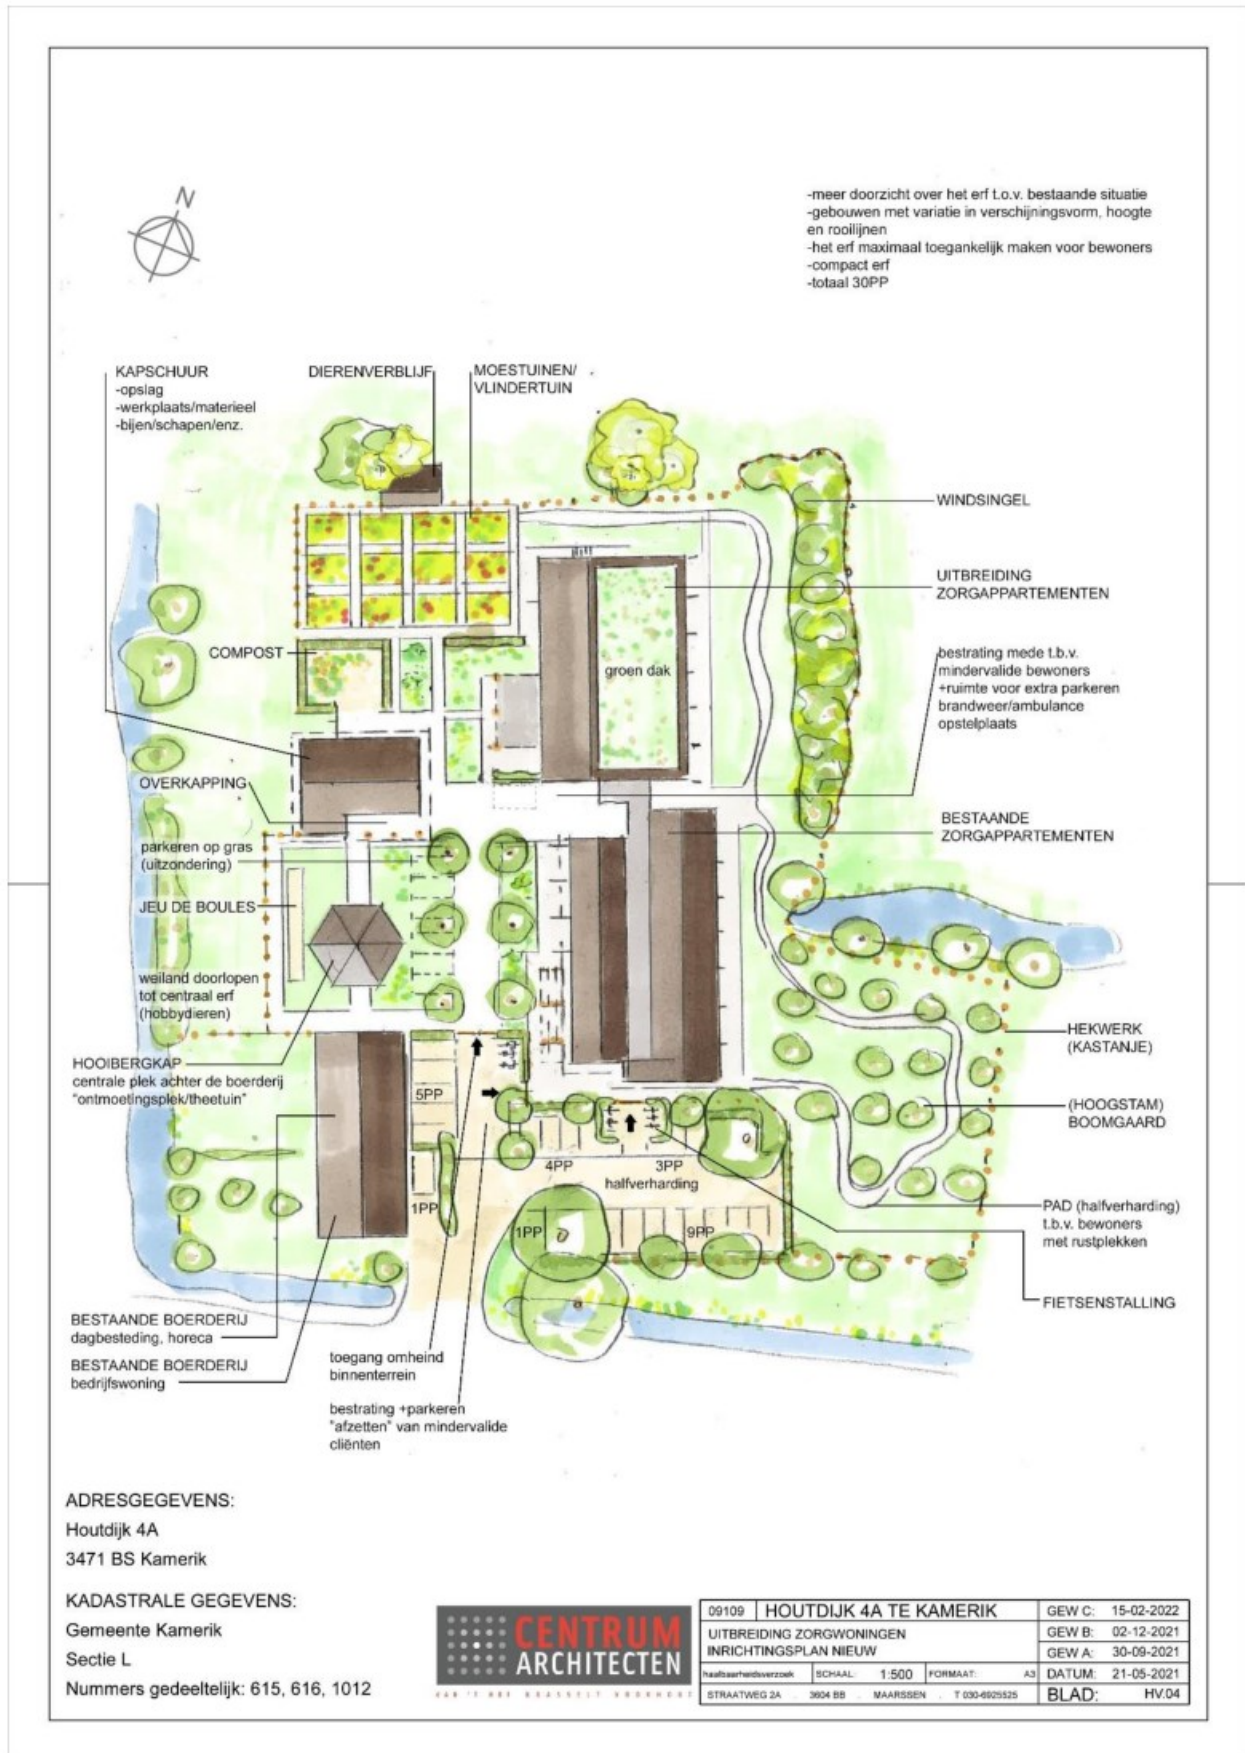 N
-meer doorzicht over het erf t.o.v. bestaande situatie
-gebouwen met variatie in verschijningsvorm, hoogte
en rooilijnen
-het erf maximaal toegankelijk maken voor bewoners
-compact erf
-totaal 30PP
KAPSCHUUR
-opslag
-werkplaats/materieel
-bijen/schapen/enz.
DIERENVERBLIJF
MOESTUINEN/
VLINDERTUIN
WINDSINGEL
UITBREIDING
ZORGAPPARTEMENTEN
COMPOST
groen dak
bestrating mede t.b.v.
mindervalide bewoners
+ruimte voor extra parkeren
brandweer/ambulance
opstelplaats
OVERKAPPING
BESTAANDE
ZORGAPPARTEMENTEN
parkeren op gras
(uitzondering)
JEU DE BOULES
weiland doorlopen
tot centraal erf
(hobbydieren)
HEKWERK
(KASTANJE)
HOOIBERGKAP
centrale plek achter de boerderij
"ontmoetingsplek/theetuin"
5PP
(HOOGSTAM)
BOOMGAARD
4PP
3PP
halfverharding
1PP
1PP
9PP
PAD (halfverharding)
t.b.v. bewoners
met rustplekken
FIETSENSTALLING
BESTAANDE BOERDERIJ
dagbesteding, horeca
BESTAANDE BOERDERIJ
bedrijfswoning
toegang omheind
binnenterrein
bestrating +parkeren
"afzetten" van mindervalide
cliënten
ADRESGEGEVENS:
Houtdijk 4A
3471 BS Kamerik
KADASTRALE GEGEVENS:
Gemeente Kamerik
Sectie L
Nummers gedeeltelijk: 615, 616, 1012
CENTRUM
ARCHITECTEN
VAN 'T HOF BRASSELT
09109 HOUTDIJK 4A TE KAMERIK
GEW C: 15-02-2022
UITBREIDING ZORGWONINGEN
GEW B: 02-12-2021
INRICHTINGSPLAN NIEUW
GEW A: 30-09-2021
haalbaarheidsverzoek SCHAAL: 1:500 FORMAAT: A3
DATUM: 21-05-2021
STRAATWEG 2A . 3604 BB . MAARSSEN . T 030-6925525
BLAD: HV.04